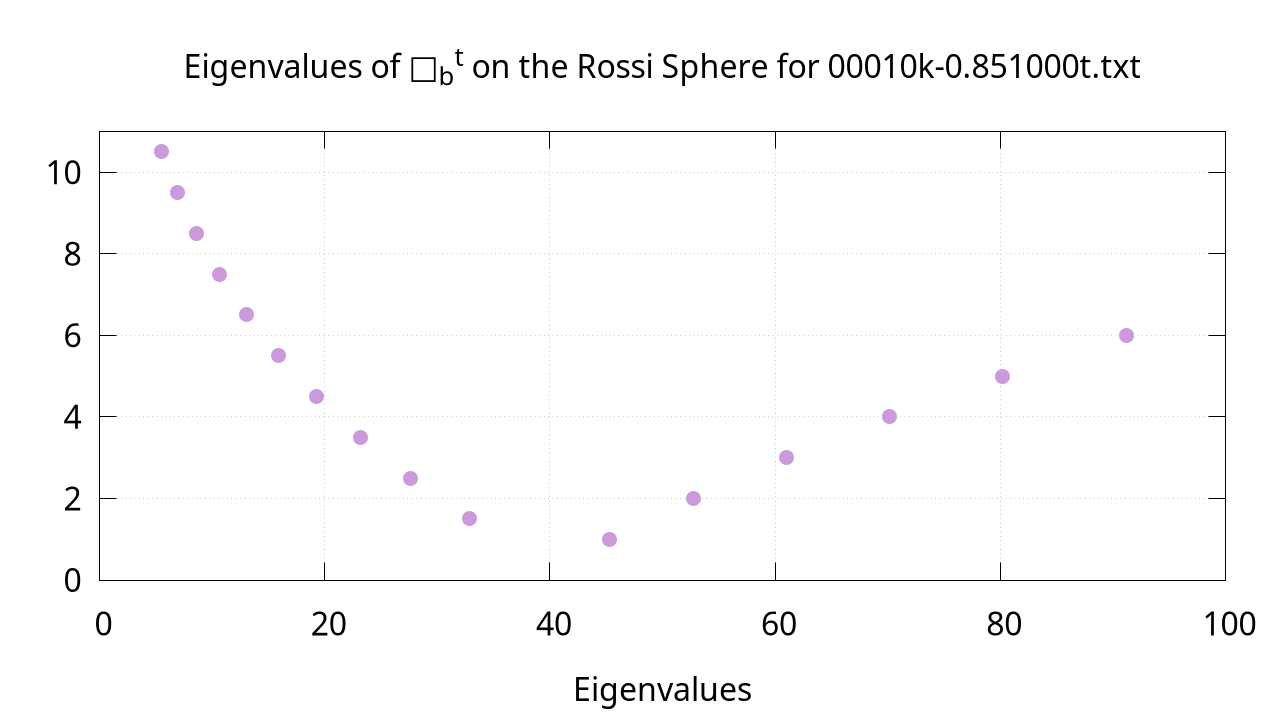 Eigenvalues of □bᵗ on the Rossi Sphere for 00010k-0.851000t.txt
10
8
6
4
2
0
0 20 40 60 80 100
Eigenvalues